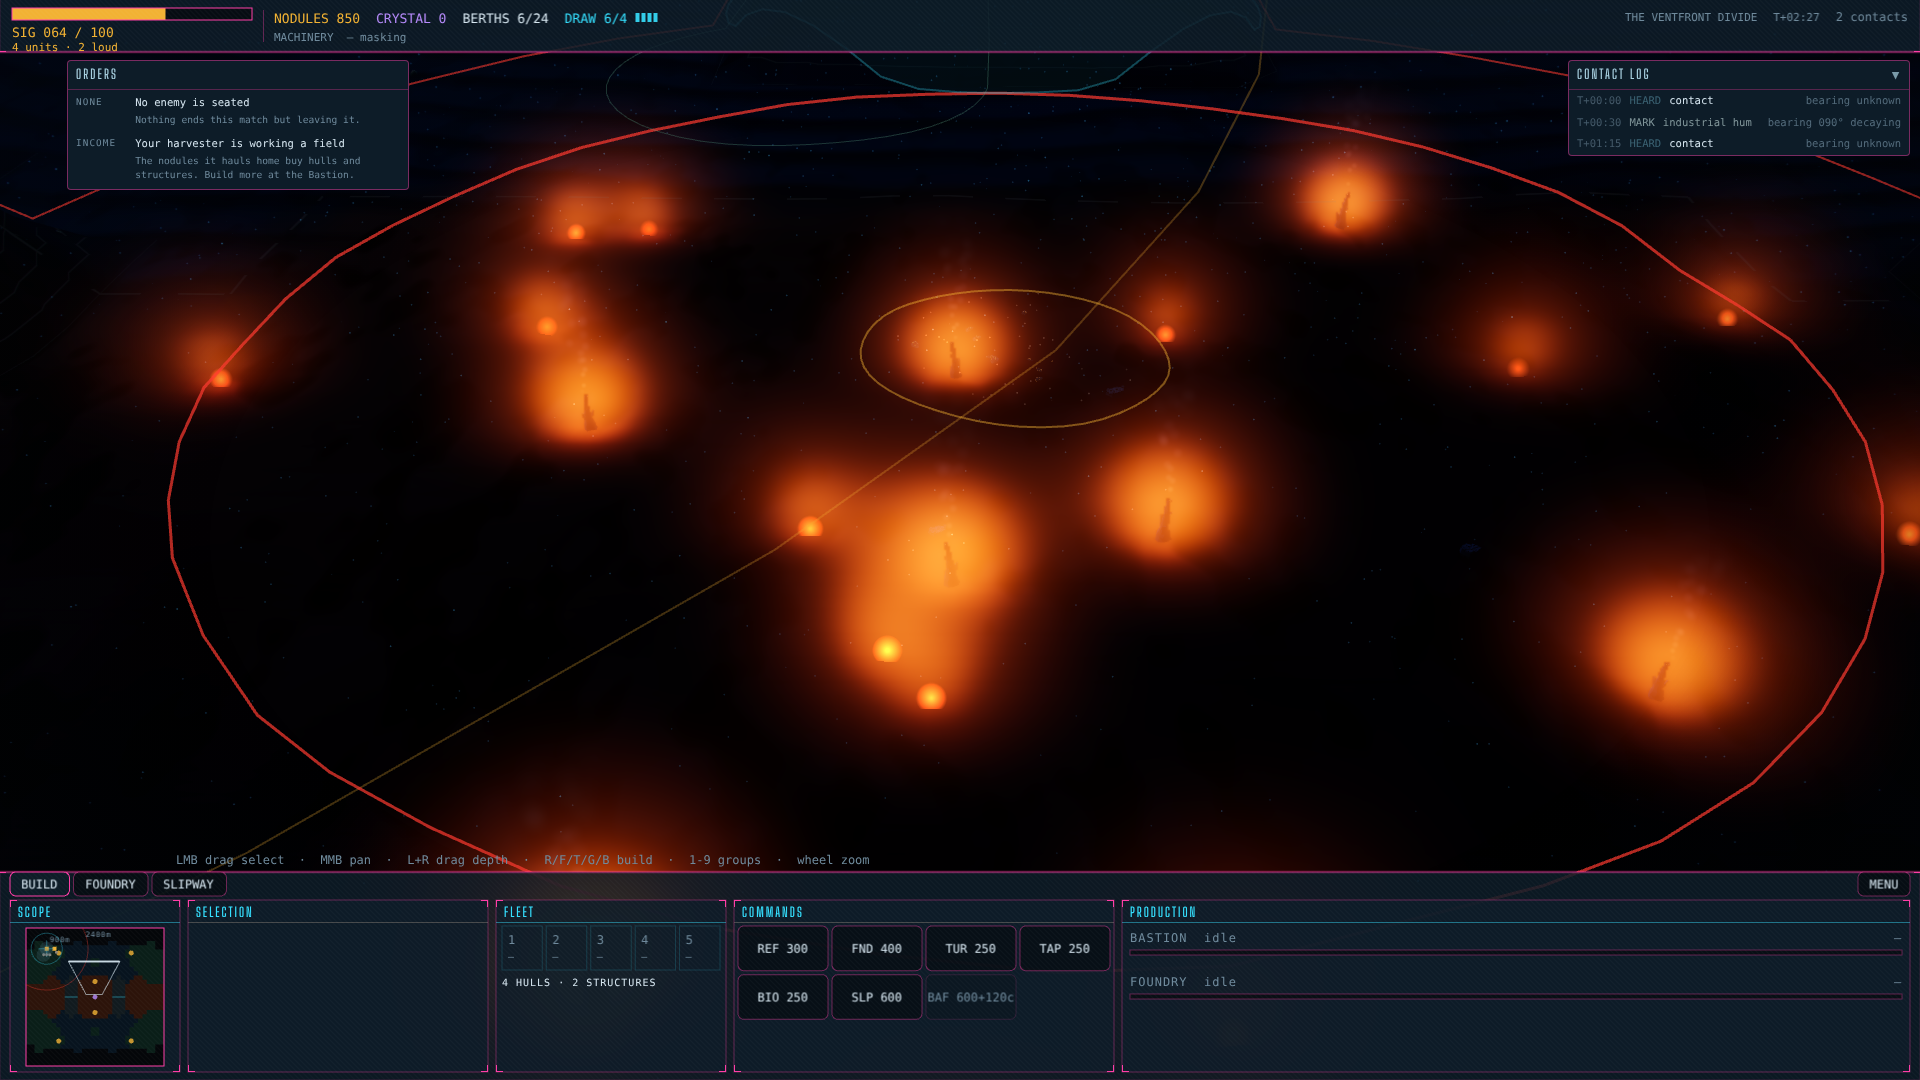 SIG 064 / 100
4 units · 2 loud
NODULES 850 CRYSTAL 0 BERTHS 6/24 DRAW 6/4
MACHINERY — masking
THE VENTFRONT DIVIDE T+02:27 2 contacts
ORDERS
NONE No enemy is seated
Nothing ends this match but leaving it.
INCOME Your harvester is working a field
The nodules it hauls home buy hulls and
structures. Build more at the Bastion.
CONTACT LOG ▼
T+00:00 HEARD contact bearing unknown
T+00:30 MARK industrial hum bearing 090° decaying
T+01:15 HEARD contact bearing unknown
LMB drag select · MMB pan · L+R drag depth · R/F/T/G/B build · 1-9 groups · wheel zoom
BUILD FOUNDRY SLIPWAY MENU
SCOPE
900m 2400m
SELECTION
FLEET
1 2 3 4 5
— — — — —
4 HULLS · 2 STRUCTURES
COMMANDS
REF 300 FND 400 TUR 250 TAP 250
BIO 250 SLP 600 BAF 600+120c
PRODUCTION
BASTION idle —
FOUNDRY idle —